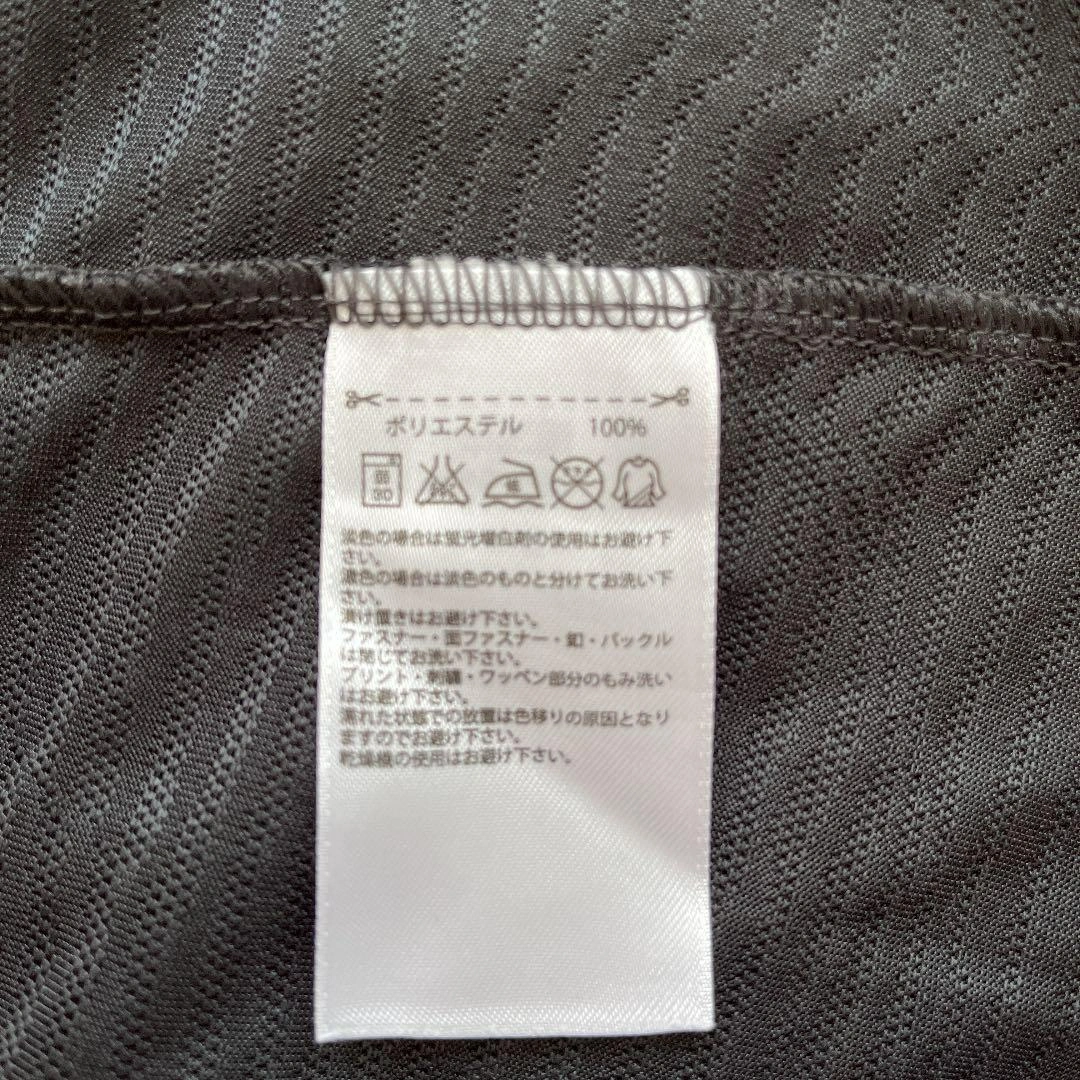 ポリエステル 100%
弱 30
低
淡色の場合は蛍光増白剤の使用はお避け下
さい。
濃色の場合は淡色のものと分けてお洗い下
さい。
漬け置きはお避け下さい。
ファスナー・面ファスナー・釦・バックル
は閉じてお洗い下さい。
プリント・刺繍・ワッペン部分のもみ洗い
はお避け下さい。
濡れた状態での放置は色移りの原因となり
ますのでお避け下さい。
乾燥機の使用はお避け下さい。